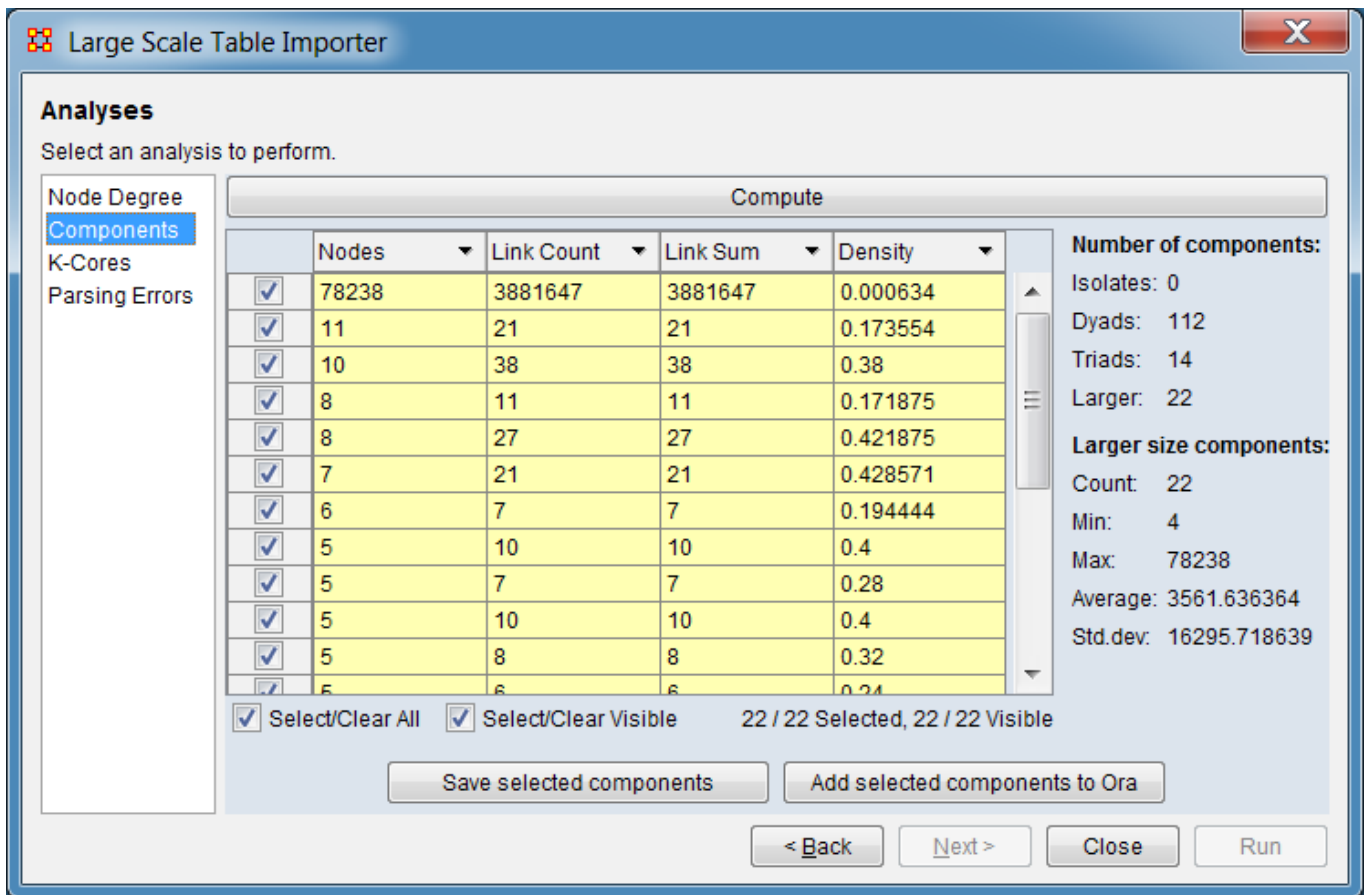 Large Scale Table Importer
Analyses
Select an analysis to perform.
Node Degree
Components
K-Cores
Parsing Errors
Compute
Nodes Link Count Link Sum Density
78238 3881647 3881647 0.000634
11 21 21 0.173554
10 38 38 0.38
8 11 11 0.171875
8 27 27 0.421875
7 21 21 0.428571
6 7 7 0.194444
5 10 10 0.4
5 7 7 0.28
5 10 10 0.4
5 8 8 0.32
5 6 6 0.24
Number of components:
Isolates: 0
Dyads: 112
Triads: 14
Larger: 22
Larger size components:
Count: 22
Min: 4
Max: 78238
Average: 3561.636364
Std.dev: 16295.718639
Select/Clear All Select/Clear Visible 22 / 22 Selected, 22 / 22 Visible
Save selected components Add selected components to Ora
< Back Next > Close Run